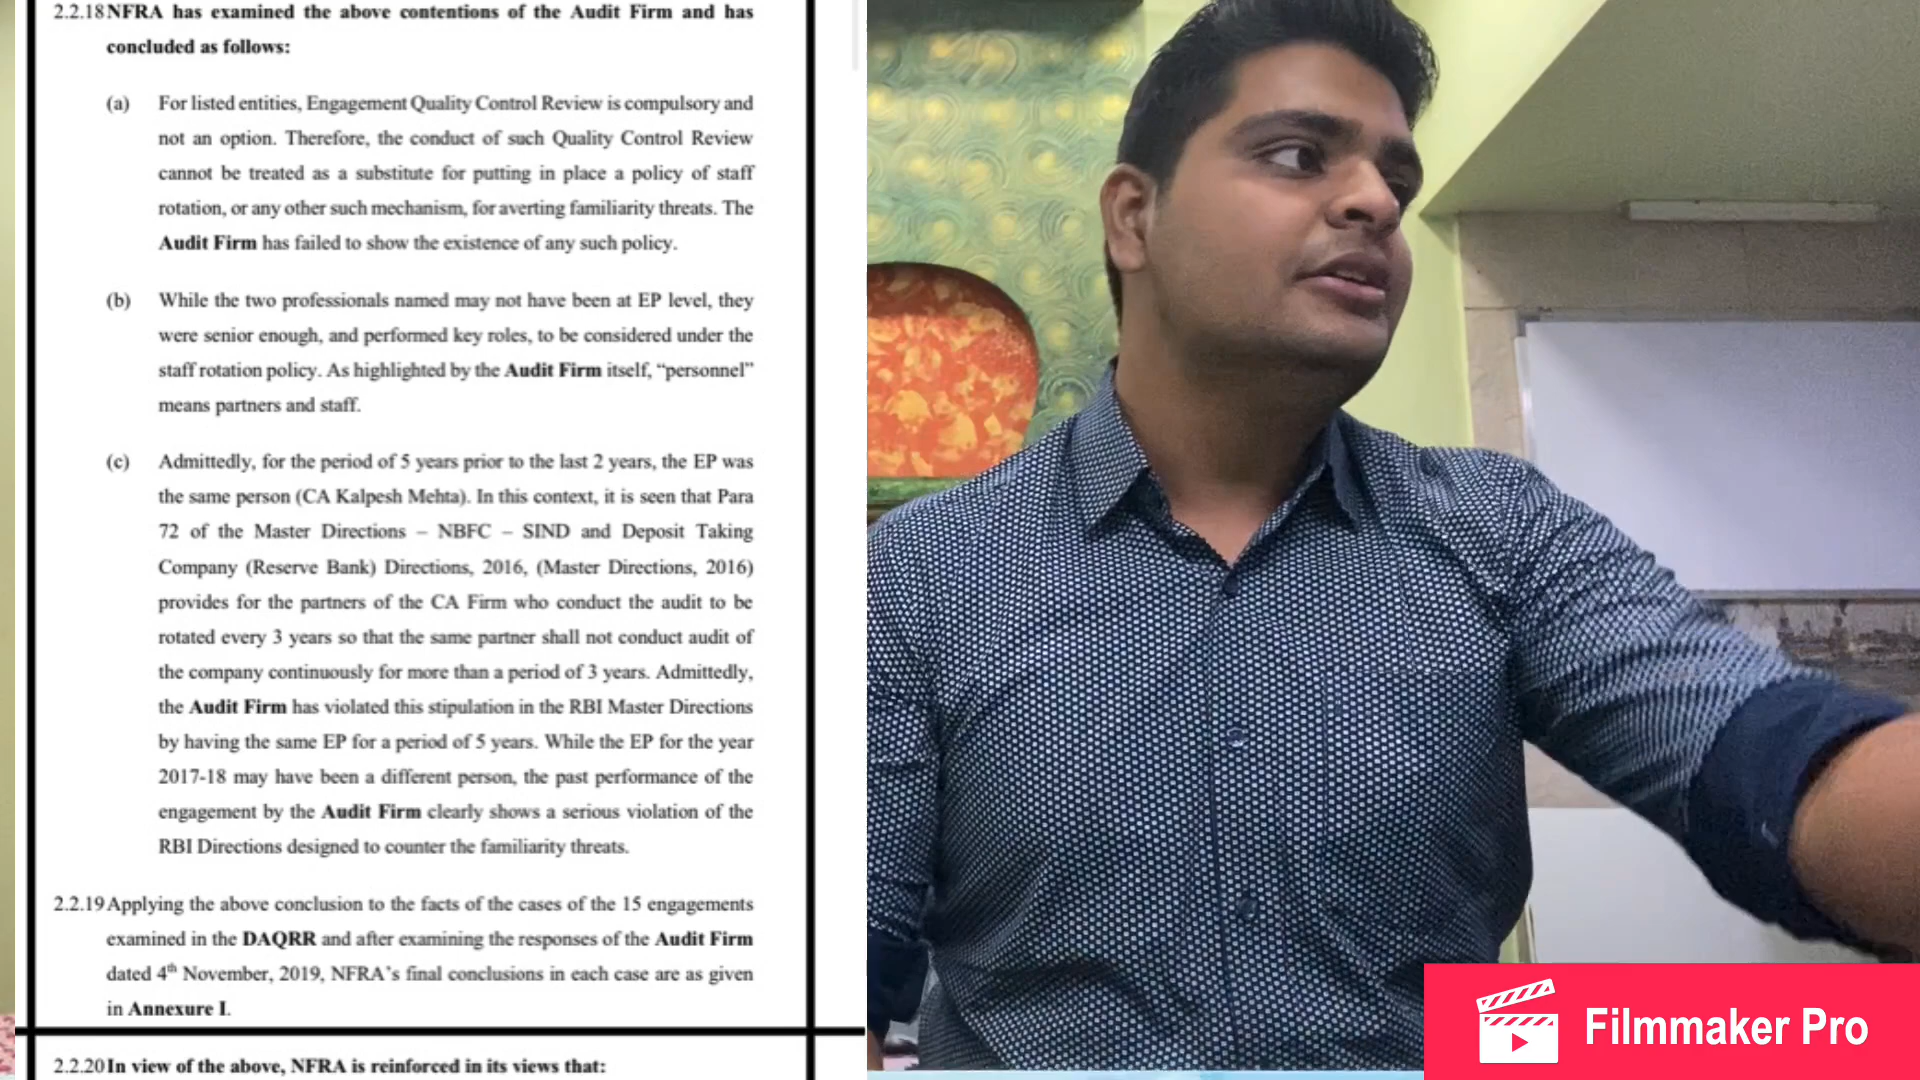 2.2.18 NFRA has examined the above contentions of the Audit Firm and has
concluded as follows:
(a) For listed entities, Engagement Quality Control Review is compulsory and
not an option. Therefore, the conduct of such Quality Control Review
cannot be treated as a substitute for putting in place a policy of staff
rotation, or any other such mechanism, for averting familiarity threats. The
Audit Firm has failed to show the existence of any such policy.
(b) While the two professionals named may not have been at EP level, they
were senior enough, and performed key roles, to be considered under the
staff rotation policy. As highlighted by the Audit Firm itself, “personnel”
means partners and staff.
(c) Admittedly, for the period of 5 years prior to the last 2 years, the EP was
the same person (CA Kalpesh Mehta). In this context, it is seen that Para
72 of the Master Directions – NBFC – SIND and Deposit Taking
Company (Reserve Bank) Directions, 2016, (Master Directions, 2016)
provides for the partners of the CA Firm who conduct the audit to be
rotated every 3 years so that the same partner shall not conduct audit of
the company continuously for more than a period of 3 years. Admittedly,
the Audit Firm has violated this stipulation in the RBI Master Directions
by having the same EP for a period of 5 years. While the EP for the year
2017-18 may have been a different person, the past performance of the
engagement by the Audit Firm clearly shows a serious violation of the
RBI Directions designed to counter the familiarity threats.
2.2.19 Applying the above conclusion to the facts of the cases of the 15 engagements
examined in the DAQRR and after examining the responses of the Audit Firm
dated 4th November, 2019, NFRA’s final conclusions in each case are as given
in Annexure I.
2.2.20 In view of the above, NFRA is reinforced in its views that:
Filmmaker Pro